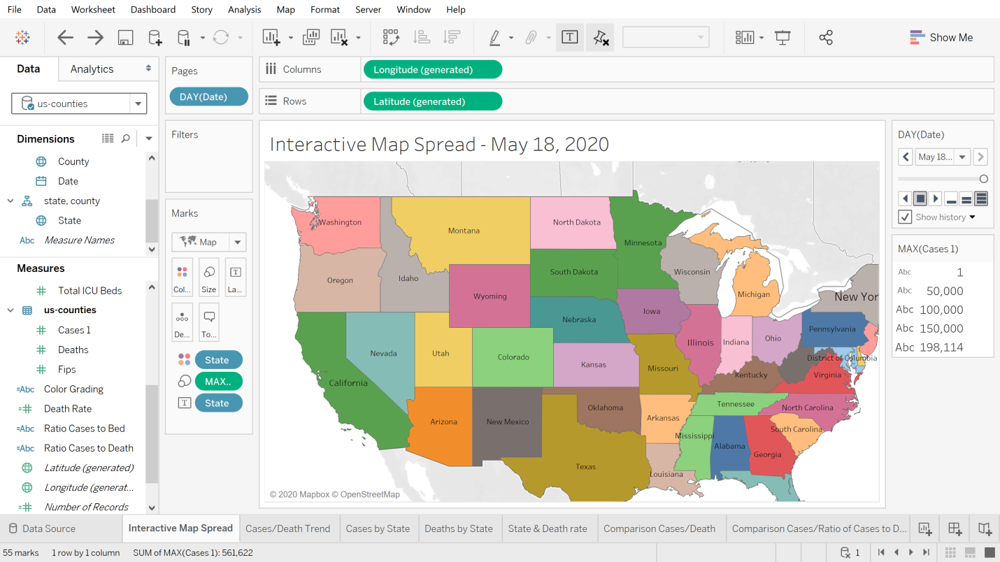 File Data Worksheet Dashboard Story Analysis Map Format Server Window Help
Show Me
Data Analytics
us-counties
Dimensions
County
Date
state, county
State
Abc Measure Names
Measures
Total ICU Beds
us-counties
Cases 1
Deaths
Fips
=Abc Color Grading
Death Rate
=Abc Ratio Cases to Bed
=Abc Ratio Cases to Death
Latitude (generated)
Longitude (generat...
Number of Records
Pages
DAY(Date)
Filters
Marks
Map
Col... Size La...
De... To...
State
MAX..
State
Columns Longitude (generated)
Rows Latitude (generated)
Interactive Map Spread - May 18, 2020
Washington
Montana
North Dakota
Minnesota
Oregon
Idaho
South Dakota
Wisconsin
Michigan
Wyoming
New Yor
Iowa
Nebraska
Pennsylvania
Nevada
Utah
Colorado
Kansas
Illinois
Indiana
Ohio
District of Columbia
Missouri
Kentucky
Virginia
California
Oklahoma
Tennessee
North Carolina
Arizona
New Mexico
Arkansas
South Carolina
Mississippi
Alabama
Georgia
Texas
Louisiana
© 2020 Mapbox © OpenStreetMap
DAY(Date)
May 18...
Show history
MAX(Cases 1)
Abc 1
Abc 50,000
Abc 100,000
Abc 150,000
Abc 198,114
Data Source Interactive Map Spread Cases/Death Trend Cases by State Deaths by State State & Death rate Comparison Cases/Death Comparison Cases/Ratio of Cases to D...
55 marks 1 row by 1 column SUM of MAX(Cases 1): 561,622 1